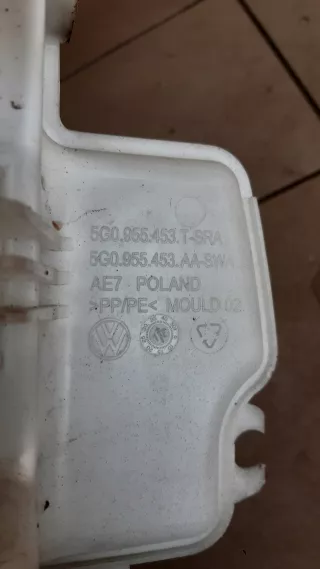 5G0.955.453.T-SRA
5G0.955.453.AA-SWA
AE7 - POLAND
>PP/PE< MOULD 02